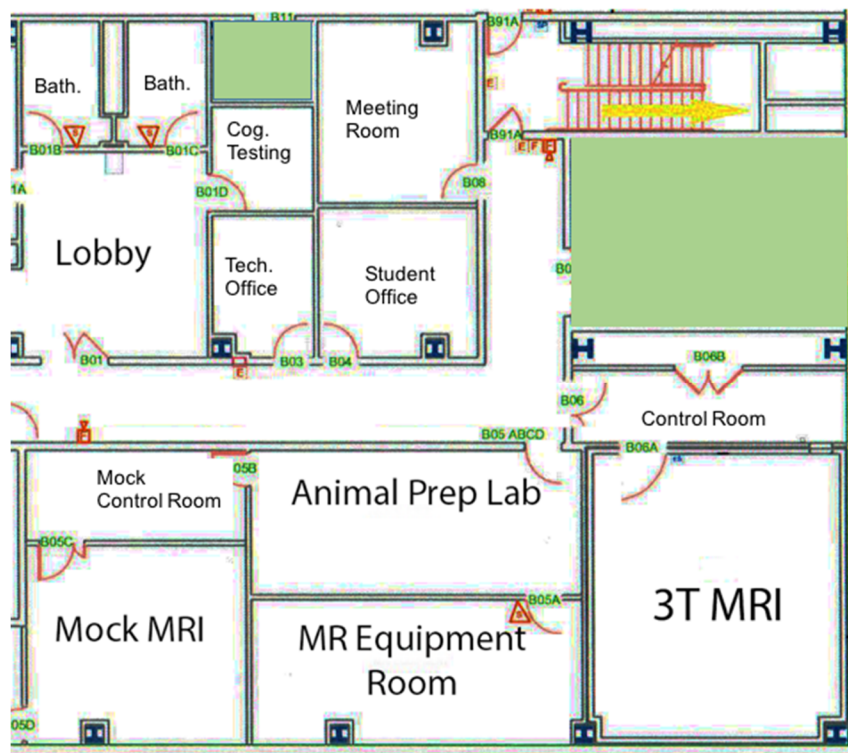 B11
B91A
Bath.
Bath.
Meeting
Room
E
Cog.
Testing
B91A
E F F
B01B
S
S
B01C
1A
B01D
B08
Lobby
Tech.
Office
Student
Office
B0
B01
E
B03
B04
B06B
B06
Control Room
F
B05 ABCD
B06A
Mock
Control Room
05B
Animal Prep Lab
B05C
B05A
S
3T MRI
Mock MRI
MR Equipment
Room
05D